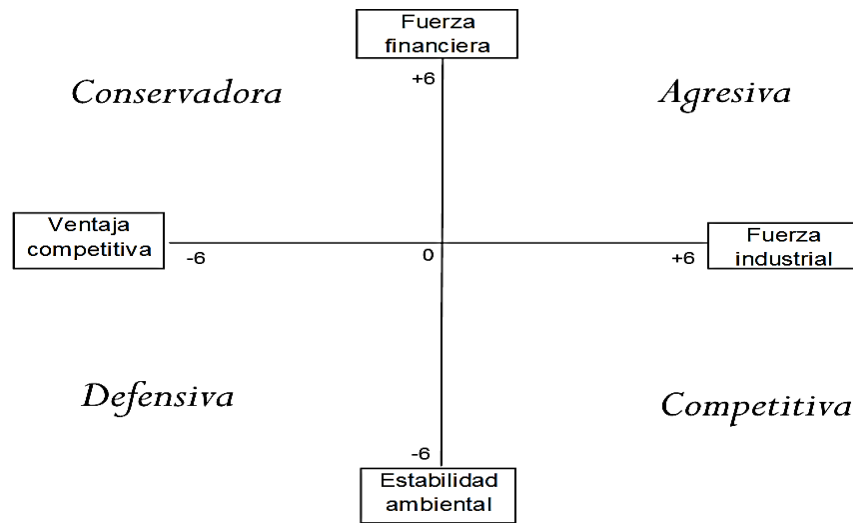 Fuerza
financiera
+6
Conservadora
Agresiva
Ventaja
competitiva
-6
0
+6
Fuerza
industrial
Defensiva
Competitiva
-6
Estabilidad
ambiental